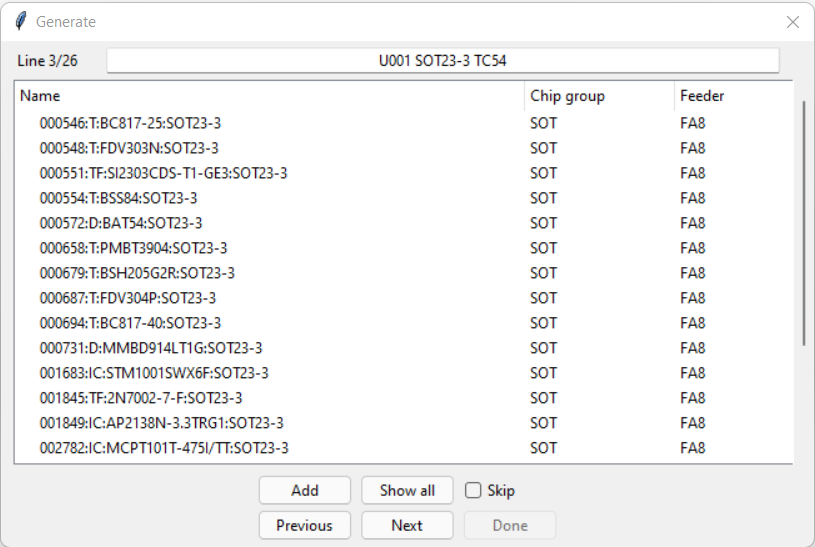 Generate
Line 3/26 U001 SOT23-3 TC54
Name Chip group Feeder
000546:T:BC817-25:SOT23-3 SOT FA8
000548:T:FDV303N:SOT23-3 SOT FA8
000551:TF:SI2303CDS-T1-GE3:SOT23-3 SOT FA8
000554:T:BSS84:SOT23-3 SOT FA8
000572:D:BAT54:SOT23-3 SOT FA8
000658:T:PMBT3904:SOT23-3 SOT FA8
000679:T:BSH205G2R:SOT23-3 SOT FA8
000687:T:FDV304P:SOT23-3 SOT FA8
000694:T:BC817-40:SOT23-3 SOT FA8
000731:D:MMBD914LT1G:SOT23-3 SOT FA8
001683:IC:STM1001SWX6F:SOT23-3 SOT FA8
001845:TF:2N7002-7-F:SOT23-3 SOT FA8
001849:IC:AP2138N-3.3TRG1:SOT23-3 SOT FA8
002782:IC:MCPT101T-475I/TT:SOT23-3 SOT FA8
Add Show all Skip
Previous Next Done